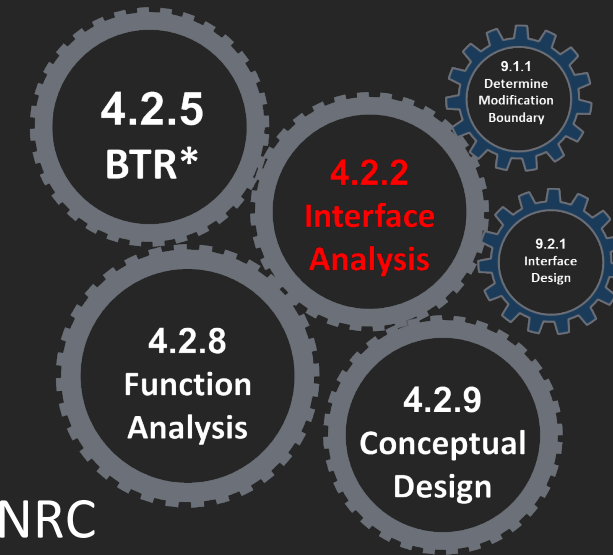 4.2.5
BTR*
4.2.2
Interface
Analysis
9.1.1
Determine
Modification
Boundary
9.2.1
Interface
Design
4.2.8
Function
Analysis
4.2.9
Conceptual
Design
NRC